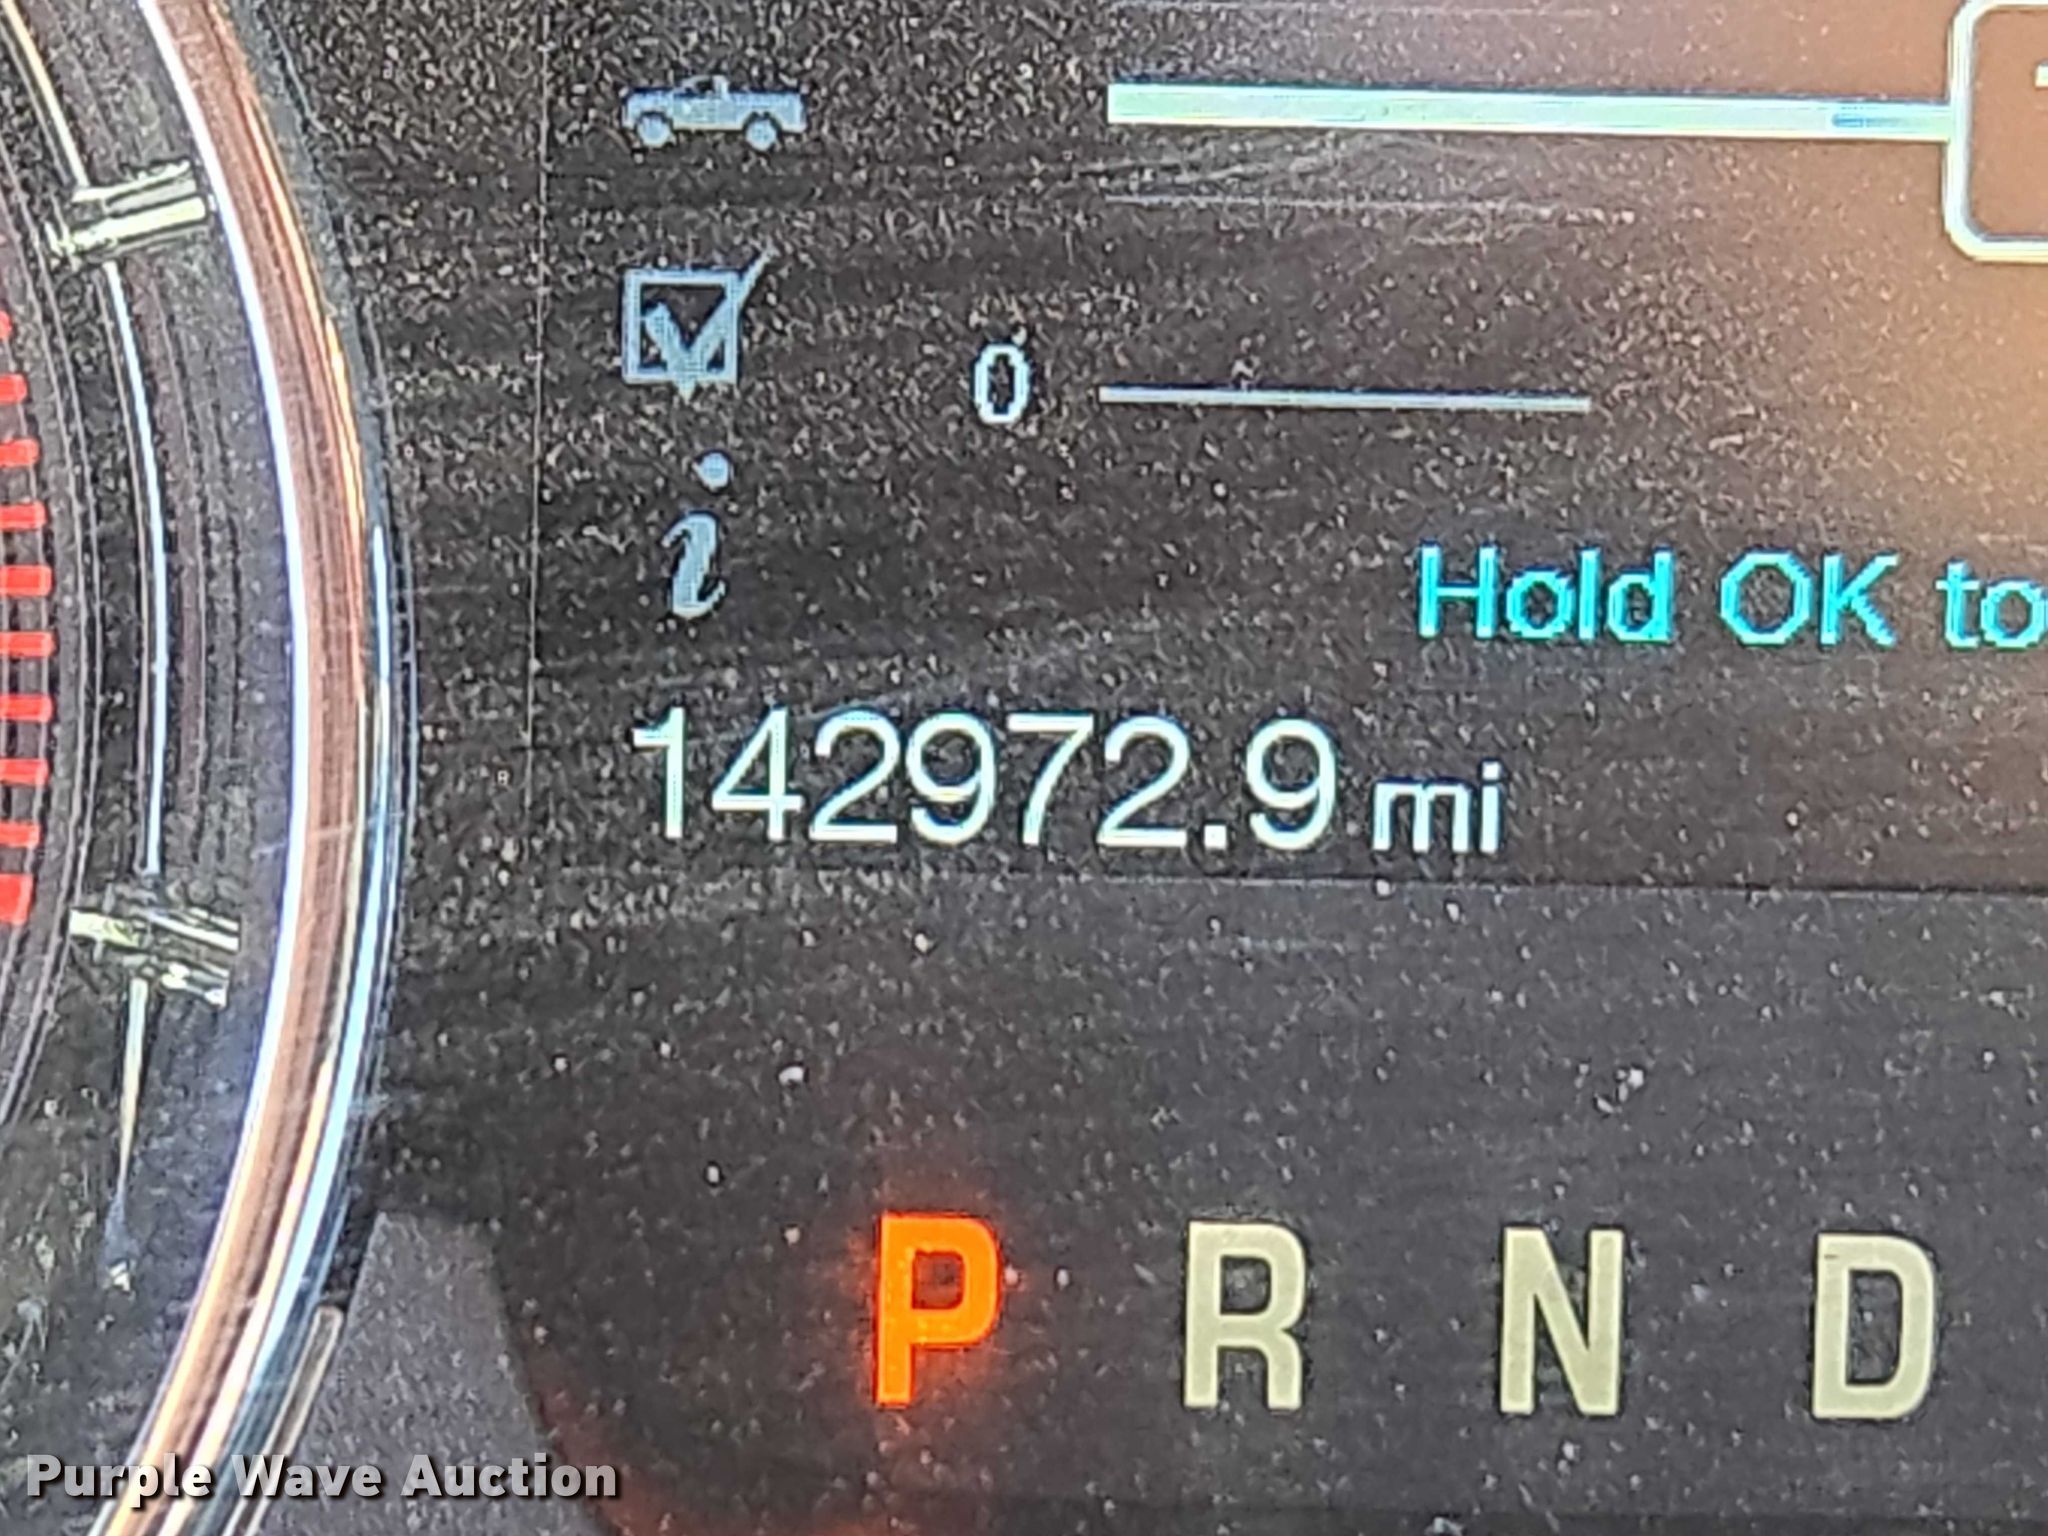 0
Hold OK to
142972.9 mi
P R N D
Purple Wave Auction